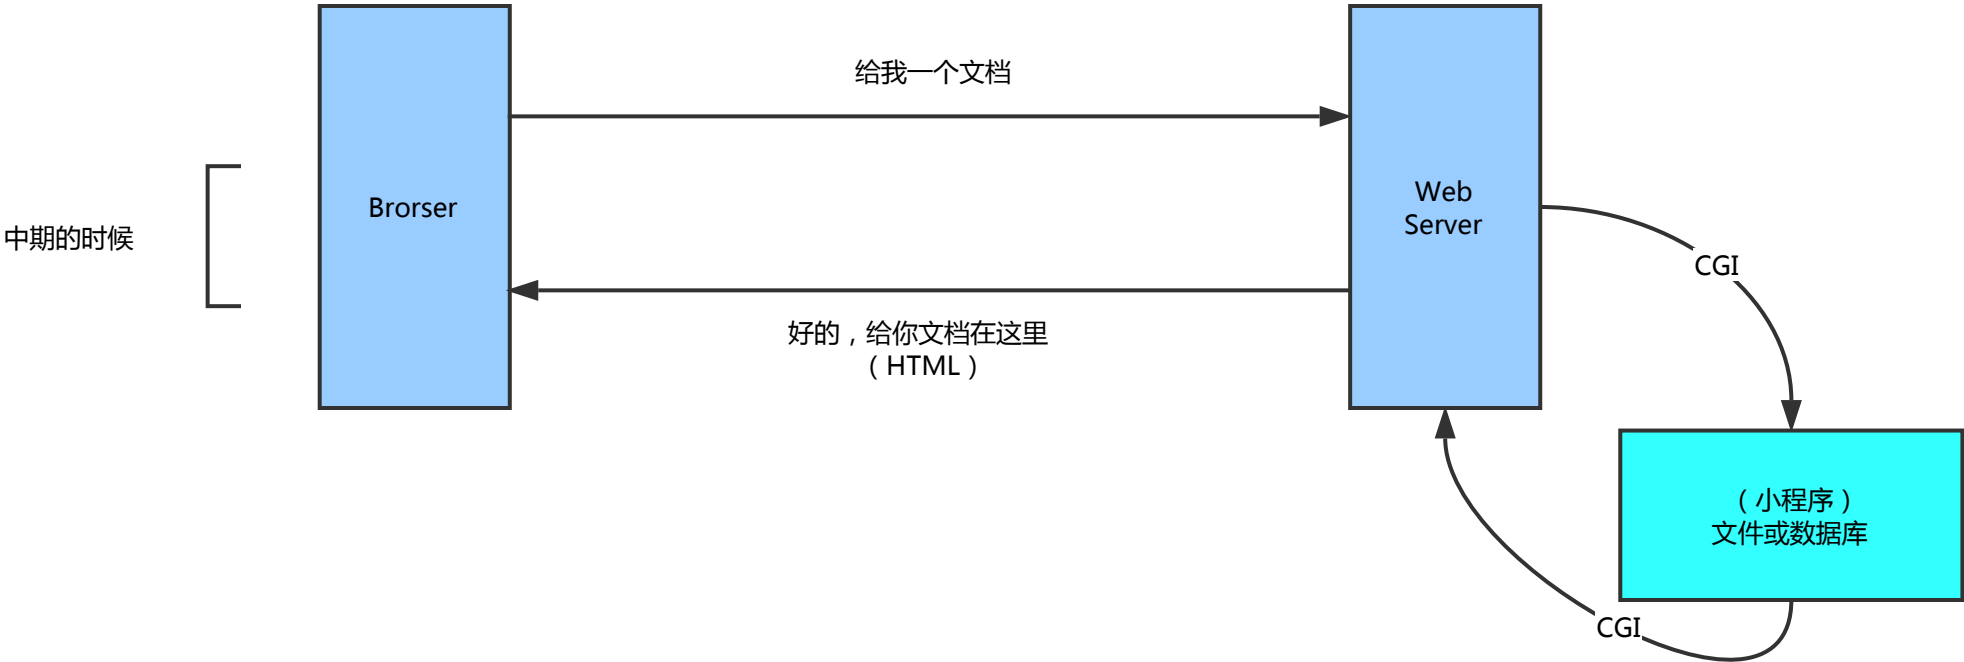 给我一个文档
中期的时候
Brorser
Web
Server
CGI
好的，给你文档在这里
（HTML）
（小程序）
文件或数据库
CGI